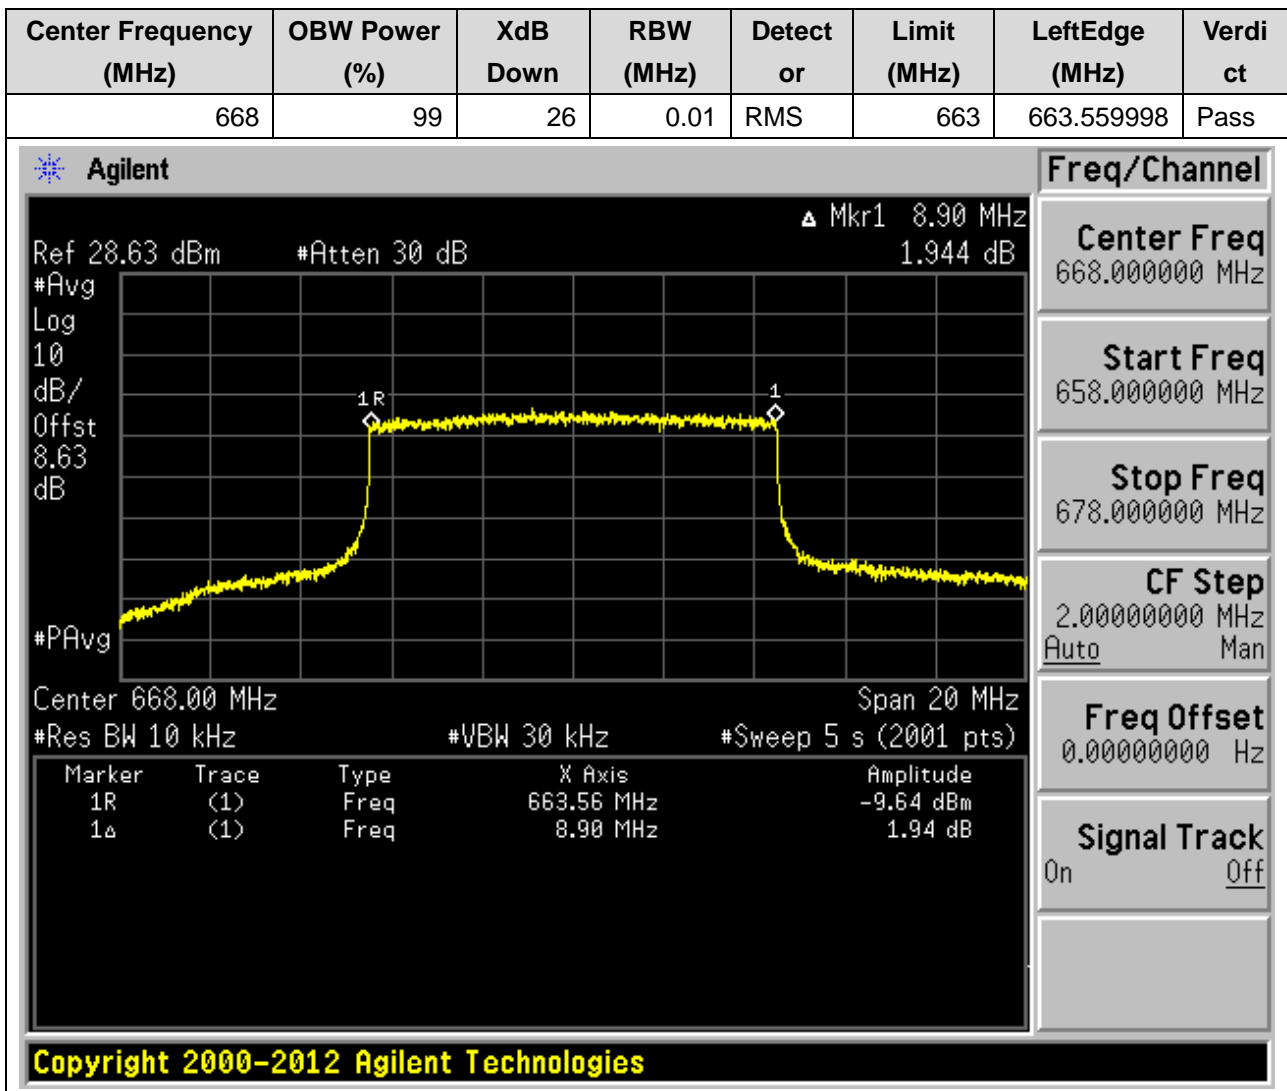 Center Frequency OBW Power XdB RBW Detect Limit LeftEdge Verdi
(MHz) (%) Down (MHz) or (MHz) (MHz) ct
668 99 26 0.01 RMS 663 663.559998 Pass
Agilent Freq/Channel
Δ Mkr1 8.90 MHz
Ref 28.63 dBm #Atten 30 dB 1.944 dB
#Avg
Log
10
dB/
Offst
8.63
dB
1R
1
#PAvg
Center 668.00 MHz Span 20 MHz
#Res BW 10 kHz #VBW 30 kHz #Sweep 5 s (2001 pts)
Marker Trace Type X Axis Amplitude
1R (1) Freq 663.56 MHz -9.64 dBm
1Δ (1) Freq 8.90 MHz 1.94 dB
Center Freq
668.000000 MHz
Start Freq
658.000000 MHz
Stop Freq
678.000000 MHz
CF Step
2.00000000 MHz
Auto Man
Freq Offset
0.00000000 Hz
Signal Track
On Off
Copyright 2000-2012 Agilent Technologies